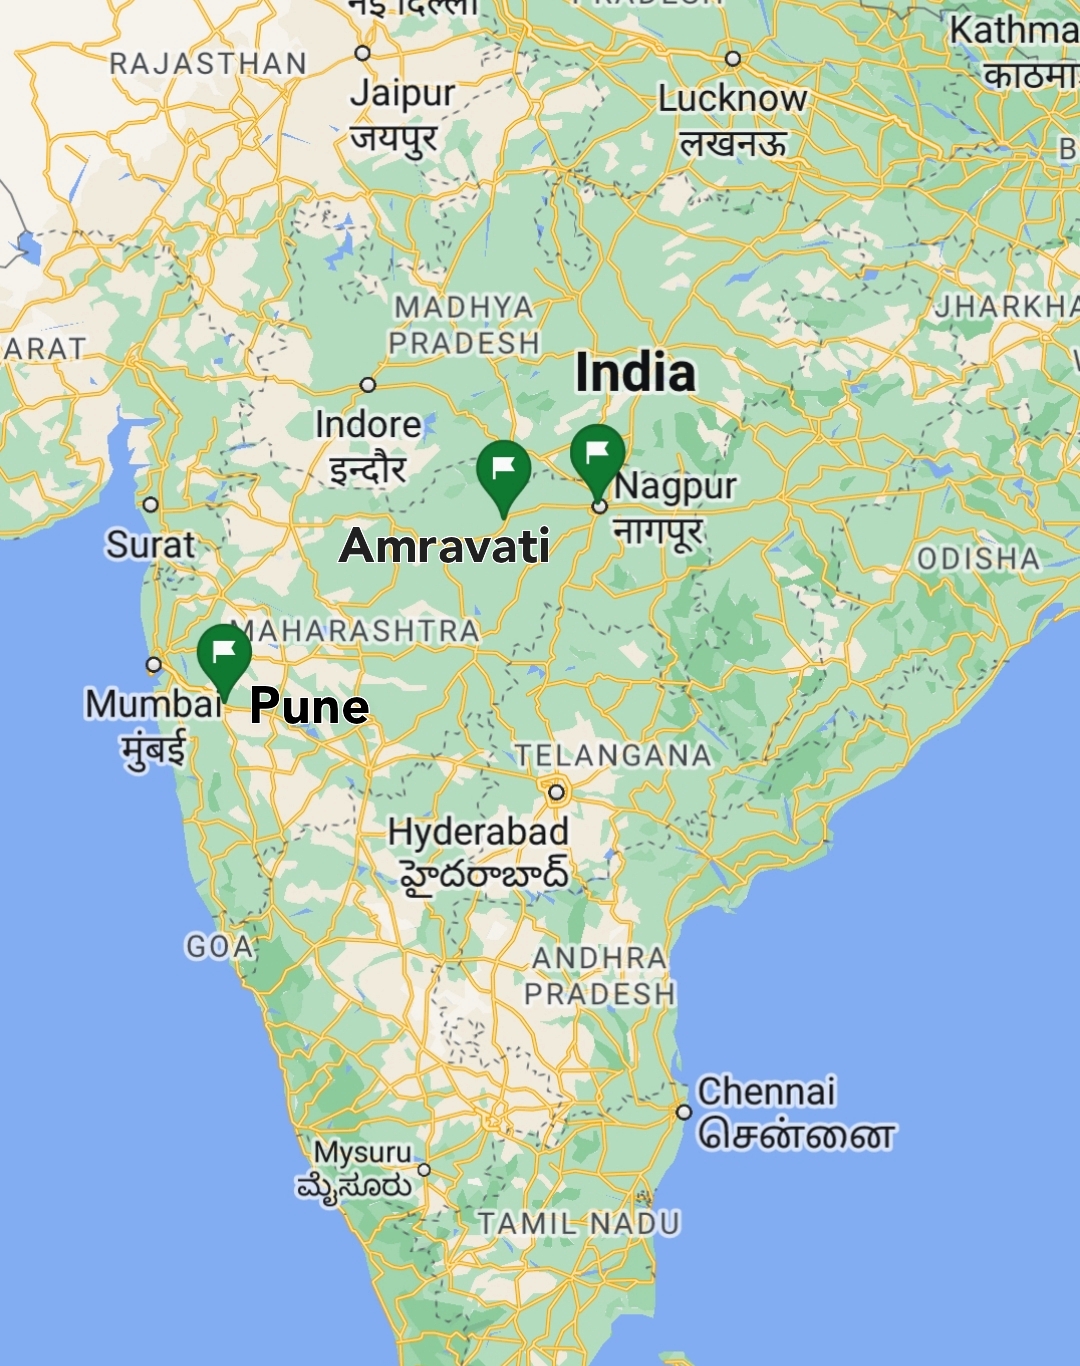 नई दिल्ली
RAJASTHAN
Jaipur
जयपुर
Lucknow
लखनऊ
Kathma
काठमा
B
MADHYA
PRADESH
JHARKHA
ARAT
India
Indore
इन्दौर
Nagpur
नागपूर
Amravati
Surat
ODISHA
MAHARASHTRA
Mumbai
मुंबई
Pune
TELANGANA
Hyderabad
హైదరాబాద్
GOA
ANDHRA
PRADESH
Chennai
சென்னை
Mysuru
ಮೈಸೂರು
TAMIL NADU